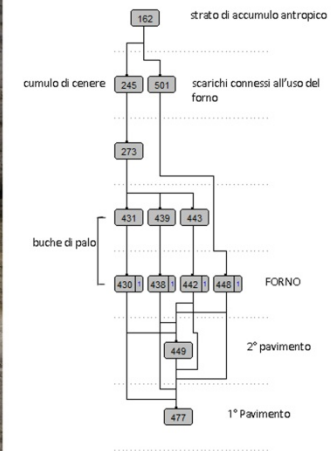 162 strato di accumulo antropico
cumulo di cenere 245 501 scarichi connessi all'uso del
forno
273
431 439 443
buche di palo
430 1 438 1 442 1 448 1 FORNO
449 2° pavimento
477 1° Pavimento